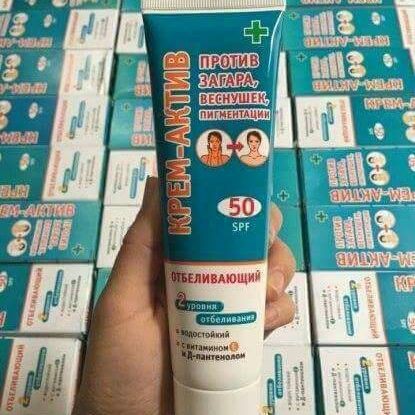 КРЕМ-АКТИВ
ПРОТИВ
ЗАГАРА,
ВЕСНУШЕК,
ПИГМЕНТАЦИИ
50
SPF
ОТБЕЛИВАЮЩИЙ
2 уровня
отбеливания
водостойкий
с витамином Е
и Д-пантенолом